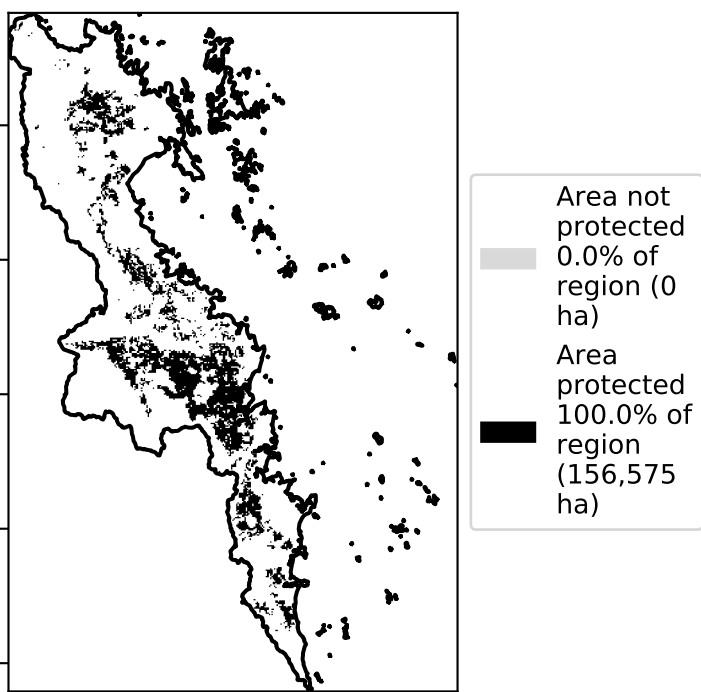 Area not
protected
0.0% of
region (0
ha)
Area
protected
100.0% of
region
(156,575
ha)